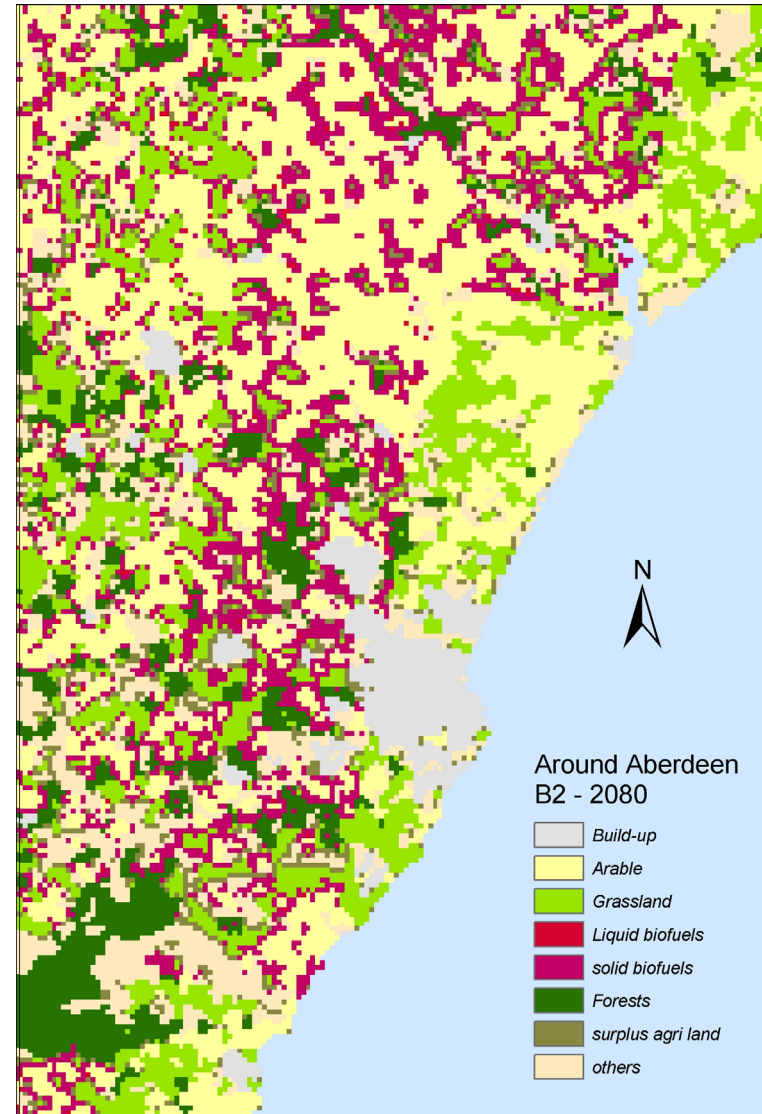 N
Around Aberdeen
B2 - 2080
Build-up
Arable
Grassland
Liquid biofuels
solid biofuels
Forests
surplus agri land
others